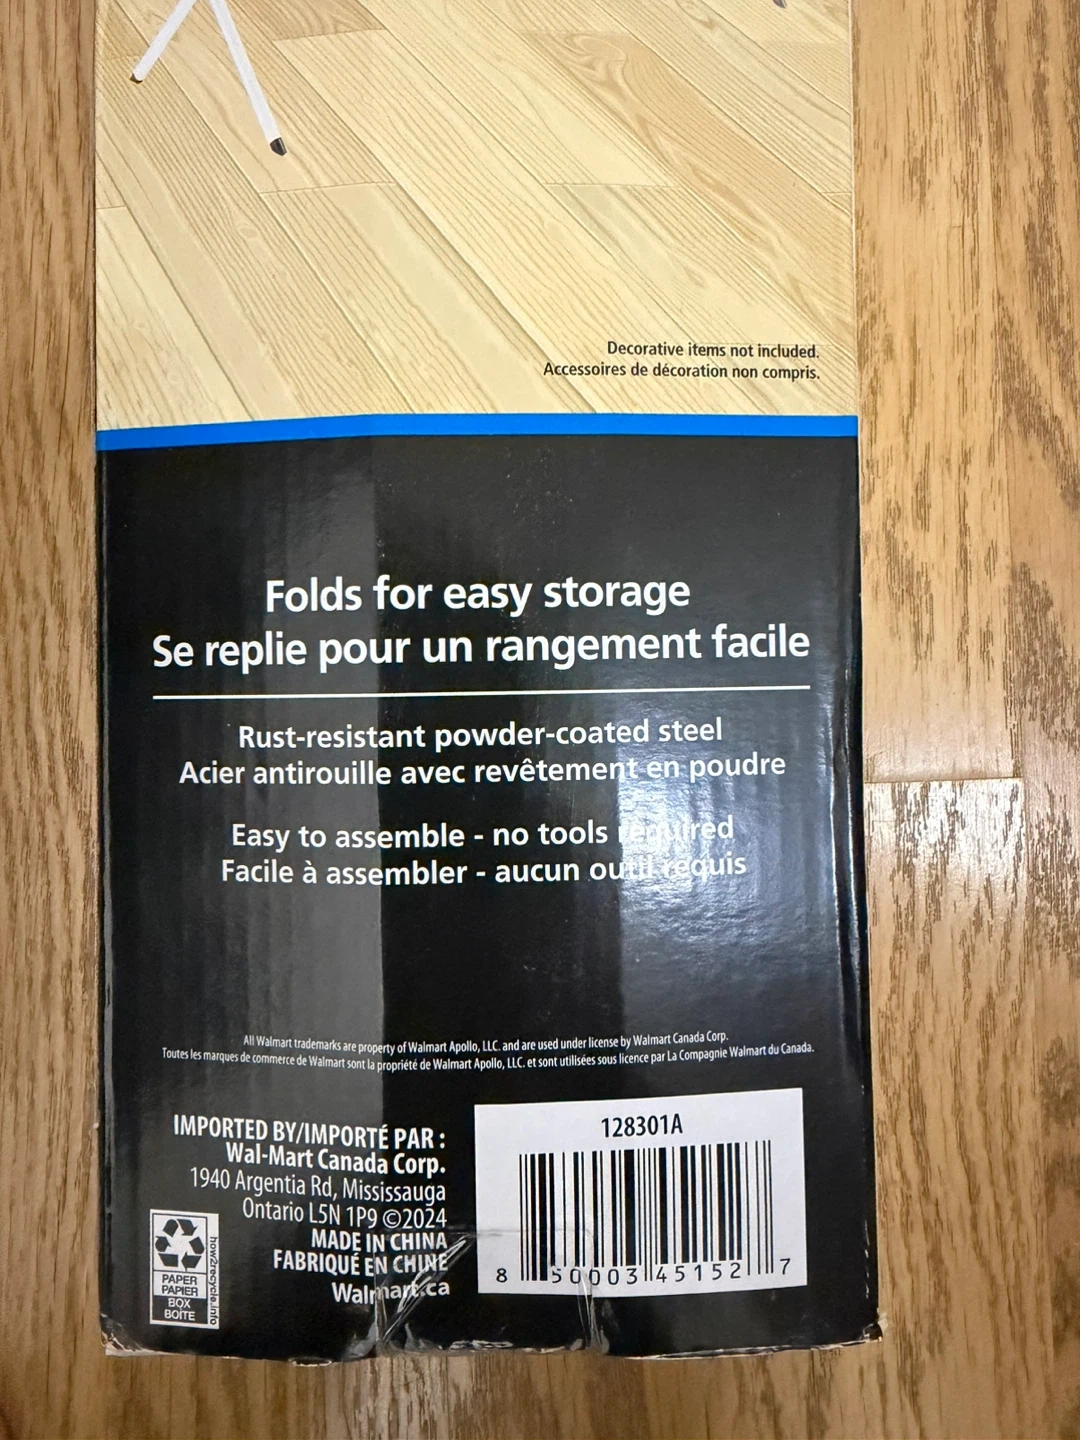 Decorative items not included.
Accessoires de décoration non compris.
Folds for easy storage
Se replie pour un rangement facile
Rust-resistant powder-coated steel
Acier antirouille avec revêtement en poudre
Easy to assemble - no tools required
Facile à assembler - aucun outil requis
All Walmart trademarks are property of Walmart Apollo, LLC. and are used under license by Walmart Canada Corp.
Toutes les marques de commerce de Walmart sont la propriété de Walmart Apollo, LLC. et sont utilisées sous licence par La Compagnie Walmart du Canada.
IMPORTED BY/IMPORTÉ PAR :
Wal-Mart Canada Corp.
1940 Argentia Rd, Mississauga
Ontario L5N 1P9 ©2024
MADE IN CHINA
FABRIQUÉ EN CHINE
Walmart.ca
PAPER
PAPIER
BOX
BOÎTE
how2recycle.info
128301A
8 50003 45152 7